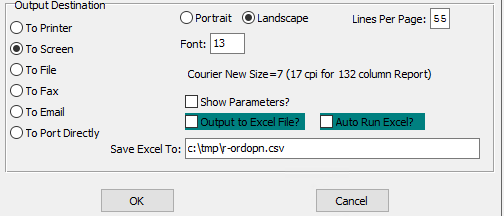 Output Destination
Portrait Landscape Lines Per Page: 55
To Printer
Font: 13
To Screen
To File
Courier New Size=7 (17 cpi for 132 column Report)
To Fax
Show Parameters?
To Email
Output to Excel File? Auto Run Excel?
To Port Directly
Save Excel To: c:\tmp\r-ordopn.csv
OK Cancel